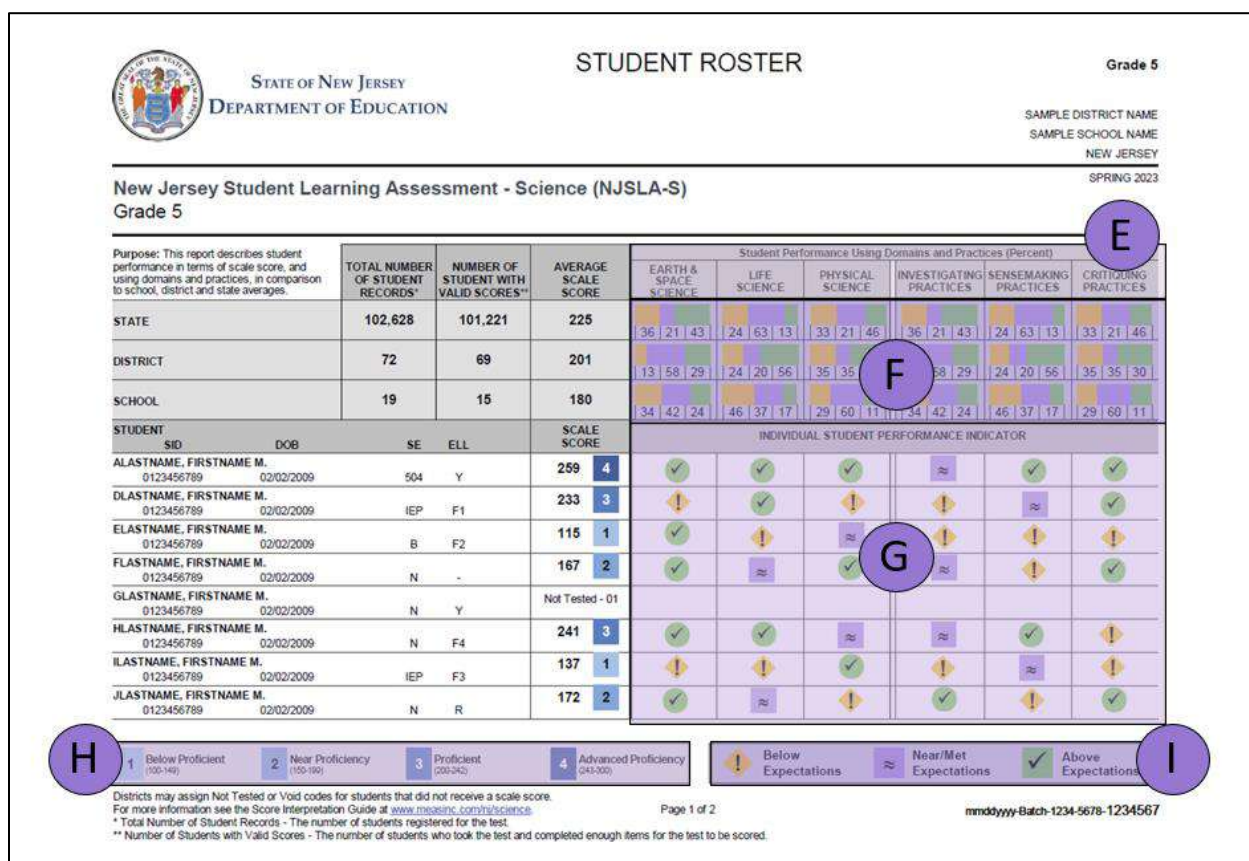 STUDENT ROSTER
Grade 5
STATE OF NEW JERSEY
DEPARTMENT OF EDUCATION
THE GREAT SEAL OF THE STATE OF NEW JERSEY
SAMPLE DISTRICT NAME
SAMPLE SCHOOL NAME
NEW JERSEY
SPRING 2023
New Jersey Student Learning Assessment - Science (NJSLA-S)
Grade 5
E
Purpose: This report describes student
performance in terms of scale score, and
using domains and practices, in comparison
to school, district and state averages.
TOTAL NUMBER
OF STUDENT
RECORDS*
NUMBER OF
STUDENT WITH
VALID SCORES**
AVERAGE
SCALE
SCORE
Student Performance Using Domains and Practices (Percent)
EARTH &
SPACE
SCIENCE
LIFE
SCIENCE
PHYSICAL
SCIENCE
INVESTIGATING
PRACTICES
SENSEMAKING
PRACTICES
CRITIQUING
PRACTICES
STATE 102,628 101,221 225
36 | 21 | 43 | 24 | 63 | 13 | 33 | 21 | 46 | 36 | 21 | 43 | 24 | 63 | 13 | 33 | 21 | 46
DISTRICT 72 69 201
13 | 58 | 29 | 24 | 20 | 56 | 35 | 35 58 | 29 | 24 | 20 | 56 | 35 | 35 | 30
F
SCHOOL 19 15 180
34 | 42 | 24 | 46 | 37 | 17 | 29 | 60 | 11 | 34 | 42 | 24 | 46 | 37 | 17 | 29 | 60 | 11
STUDENT
SID DOB SE ELL
SCALE
SCORE
INDIVIDUAL STUDENT PERFORMANCE INDICATOR
ALASTNAME, FIRSTNAME M. 259 4 ✓ ✓ ✓ ≈ ✓ ✓
0123456789 02/02/2009 504 Y
DLASTNAME, FIRSTNAME M. 233 3 ! ✓ ! ! ≈ ✓
0123456789 02/02/2009 IEP F1
ELASTNAME, FIRSTNAME M. 115 1 ✓ ! ≈ ! ! !
0123456789 02/02/2009 B F2
G
FLASTNAME, FIRSTNAME M. 167 2 ✓ ≈ ✓ ≈ ! ✓
0123456789 02/02/2009 N -
GLASTNAME, FIRSTNAME M. Not Tested - 01
0123456789 02/02/2009 N Y
HLASTNAME, FIRSTNAME M. 241 3 ✓ ✓ ≈ ≈ ✓ !
0123456789 02/02/2009 N F4
ILASTNAME, FIRSTNAME M. 137 1 ! ! ✓ ! ≈ !
0123456789 02/02/2009 IEP F3
JLASTNAME, FIRSTNAME M. 172 2 ✓ ≈ ! ✓ ! ✓
0123456789 02/02/2009 N R
H
1 Below Proficient
(100-149)
2 Near Proficiency
(150-199)
3 Proficient
(200-242)
4 Advanced Proficiency
(243-300)
! Below
Expectations
≈ Near/Met
Expectations
✓ Above
Expectations
I
Districts may assign Not Tested or Void codes for students that did not receive a scale score.
For more information see the Score Interpretation Guide at www.measinc.com/nj/science.
* Total Number of Student Records - The number of students registered for the test.
** Number of Students with Valid Scores - The number of students who took the test and completed enough items for the test to be scored.
Page 1 of 2
mmddyyyy-Batch-1234-5678-1234567